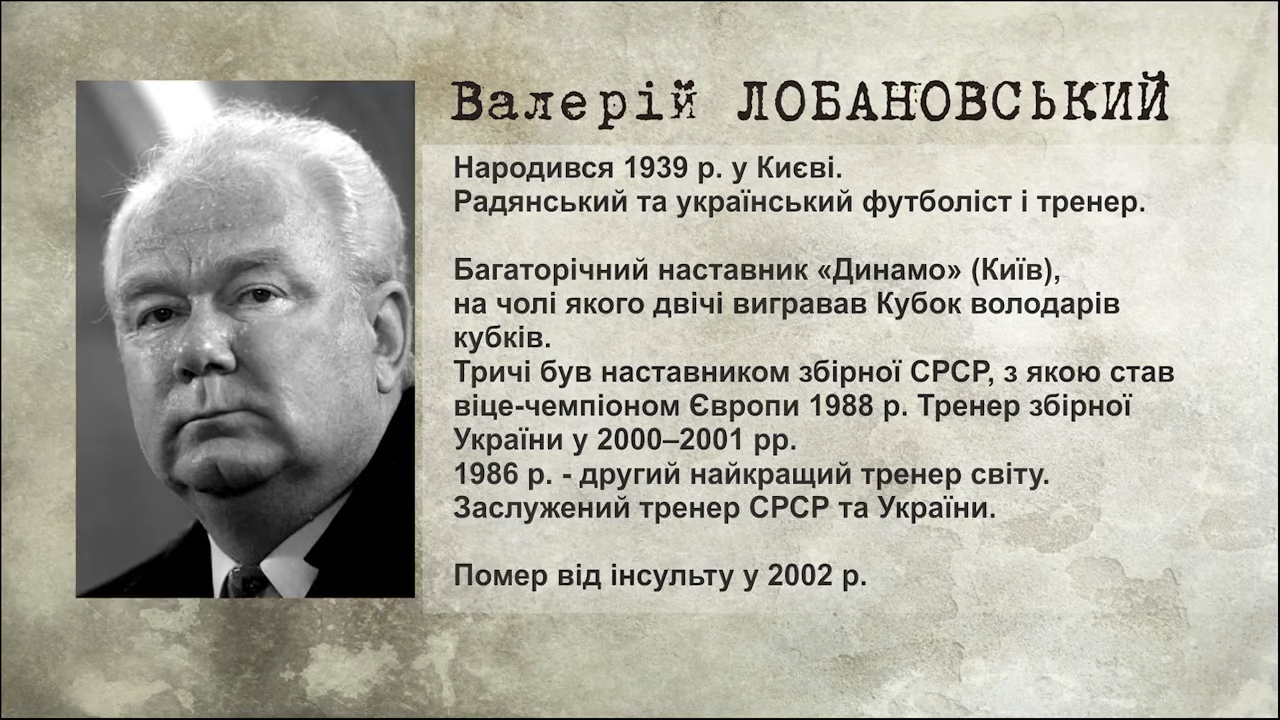 Валерій ЛОБАНОВСЬКИЙ
Народився 1939 р. у Києві.
Радянський та український футболіст і тренер.
Багаторічний наставник «Динамо» (Київ),
на чолі якого двічі вигравав Кубок володарів
кубків.
Тричі був наставником збірної СРСР, з якою став
віце-чемпіоном Європи 1988 р. Тренер збірної
України у 2000–2001 рр.
1986 р. - другий найкращий тренер світу.
Заслужений тренер СРСР та України.
Помер від інсульту у 2002 р.